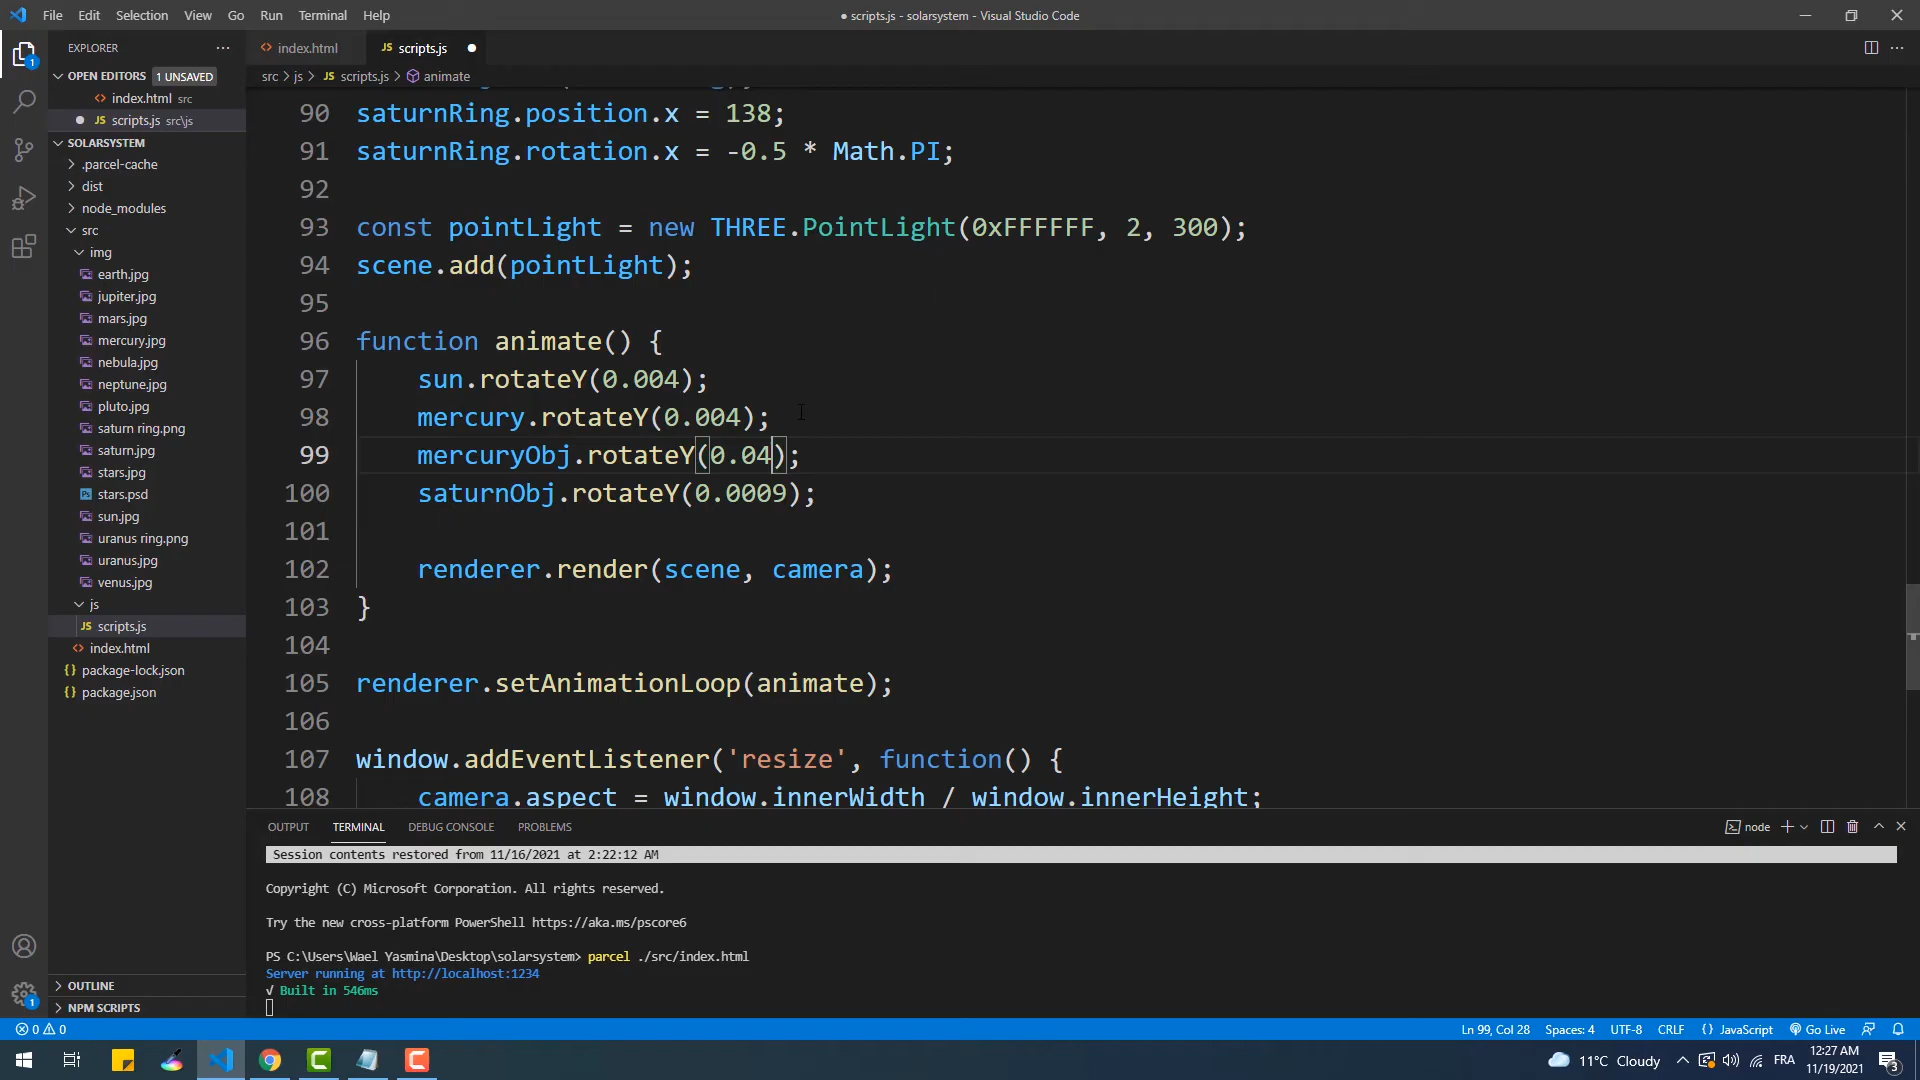 File Edit Selection View Go Run Terminal Help
● scripts.js - solarsystem - Visual Studio Code
EXPLORER
OPEN EDITORS 1 UNSAVED
index.html src
JS scripts.js src\js
SOLARSYSTEM
.parcel-cache
dist
node_modules
src
img
earth.jpg
jupiter.jpg
mars.jpg
mercury.jpg
nebula.jpg
neptune.jpg
pluto.jpg
saturn ring.png
saturn.jpg
stars.jpg
Ps stars.psd
sun.jpg
uranus ring.png
uranus.jpg
venus.jpg
js
JS scripts.js
index.html
package-lock.json
package.json
OUTLINE
NPM SCRIPTS
1
1
index.html JS scripts.js
src > js > JS scripts.js > animate
90 saturnRing.position.x = 138;
91 saturnRing.rotation.x = -0.5 * Math.PI;
92
93 const pointLight = new THREE.PointLight(0xFFFFFF, 2, 300);
94 scene.add(pointLight);
95
96 function animate() {
97 sun.rotateY(0.004);
98 mercury.rotateY(0.004);
99 mercuryObj.rotateY(0.04);
100 saturnObj.rotateY(0.0009);
101
102 renderer.render(scene, camera);
103 }
104
105 renderer.setAnimationLoop(animate);
106
107 window.addEventListener('resize', function() {
108 camera.aspect = window.innerWidth / window.innerHeight;
OUTPUT TERMINAL DEBUG CONSOLE PROBLEMS node
Session contents restored from 11/16/2021 at 2:22:12 AM
Copyright (C) Microsoft Corporation. All rights reserved.
Try the new cross-platform PowerShell https://aka.ms/pscore6
PS C:\Users\Wael Yasmina\Desktop\solarsystem> parcel ./src/index.html
Server running at http://localhost:1234
√ Built in 546ms
0 0 Ln 99, Col 28 Spaces: 4 UTF-8 CRLF { } JavaScript Go Live
11°C Cloudy FRA 12:27 AM
11/19/2021
3